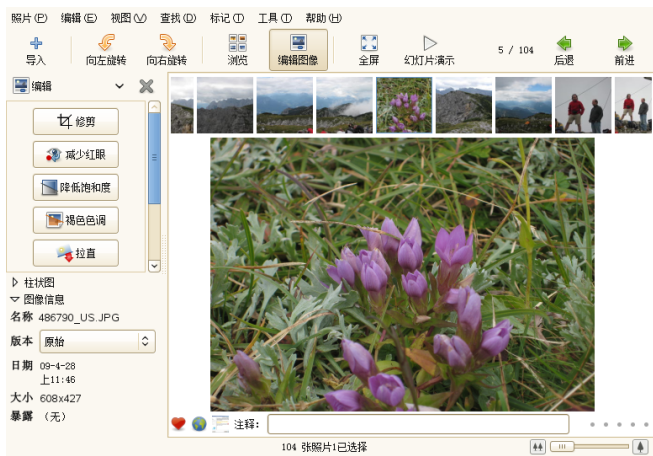 照片(P) 编辑(E) 视图(V) 查找(D) 标记(T) 工具(T) 帮助(H)
导入 向左旋转 向右旋转 浏览 编辑图像 全屏 幻灯片演示 5 / 104 后退 前进
编辑
修剪
减少红眼
降低饱和度
褐色色调
拉直
柱状图
图像信息
名称 486790_US.JPG
版本 原始
日期 09-4-28
上11:46
大小 608x427
暴露 (无)
注释:
104 张照片1已选择